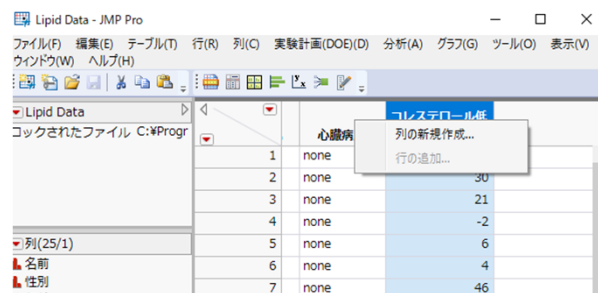 Lipid Data - JMP Pro
ファイル(F) 編集(E) テーブル(T) 行(R) 列(C) 実験計画(DOE)(D) 分析(A) グラフ(G) ツール(O) 表示(V)
ウィンドウ(W) ヘルプ(H)
Lipid Data
ロックされたファイル C:¥Progr
列(25/1)
名前
性別
心臓病
コレステロール低
列の新規作成...
行の追加...
1 none
2 none 30
3 none 21
4 none -2
5 none 6
6 none 4
7 none 46